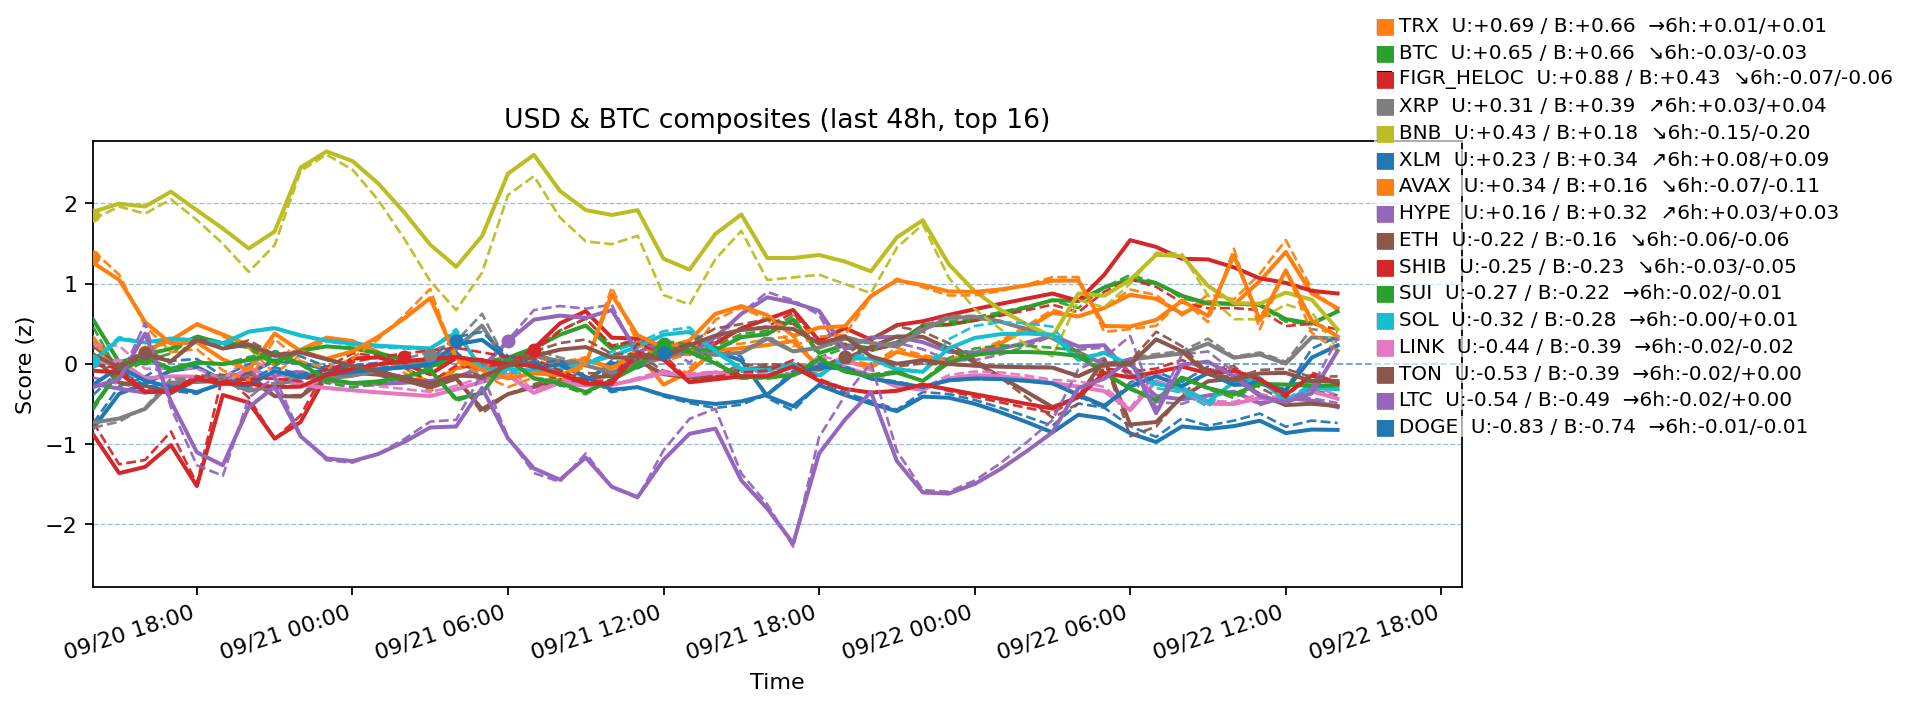 TRX U:+0.69 / B:+0.66 →6h:+0.01/+0.01
BTC U:+0.65 / B:+0.66 ↘6h:-0.03/-0.03
FIGR_HELOC U:+0.88 / B:+0.43 ↘6h:-0.07/-0.06
XRP U:+0.31 / B:+0.39 ↗6h:+0.03/+0.04
BNB U:+0.43 / B:+0.18 ↘6h:-0.15/-0.20
XLM U:+0.23 / B:+0.34 ↗6h:+0.08/+0.09
AVAX U:+0.34 / B:+0.16 ↘6h:-0.07/-0.11
HYPE U:+0.16 / B:+0.32 ↗6h:+0.03/+0.03
ETH U:-0.22 / B:-0.16 ↘6h:-0.06/-0.06
SHIB U:-0.25 / B:-0.23 ↘6h:-0.03/-0.05
SUI U:-0.27 / B:-0.22 →6h:-0.02/-0.01
SOL U:-0.32 / B:-0.28 →6h:-0.00/+0.01
LINK U:-0.44 / B:-0.39 →6h:-0.02/-0.02
TON U:-0.53 / B:-0.39 →6h:-0.02/+0.00
LTC U:-0.54 / B:-0.49 →6h:-0.02/+0.00
DOGE U:-0.83 / B:-0.74 →6h:-0.01/-0.01
USD & BTC composites (last 48h, top 16)
Score (z)
2
1
0
−1
−2
09/20 18:00
09/21 00:00
09/21 06:00
09/21 12:00
09/21 18:00
09/22 00:00
09/22 06:00
09/22 12:00
09/22 18:00
Time